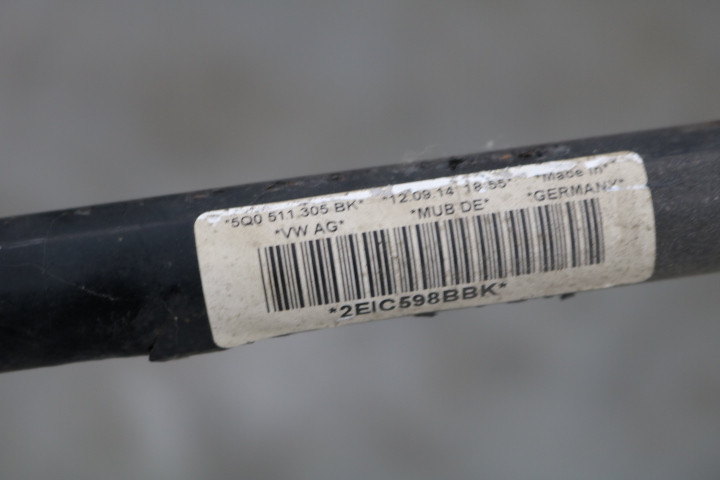 *5Q0 511 305 BK* *12.09.14* 18:55* *Made in*
*VW AG* *MUB DE* *GERMANY*
*2EIC598BBK*